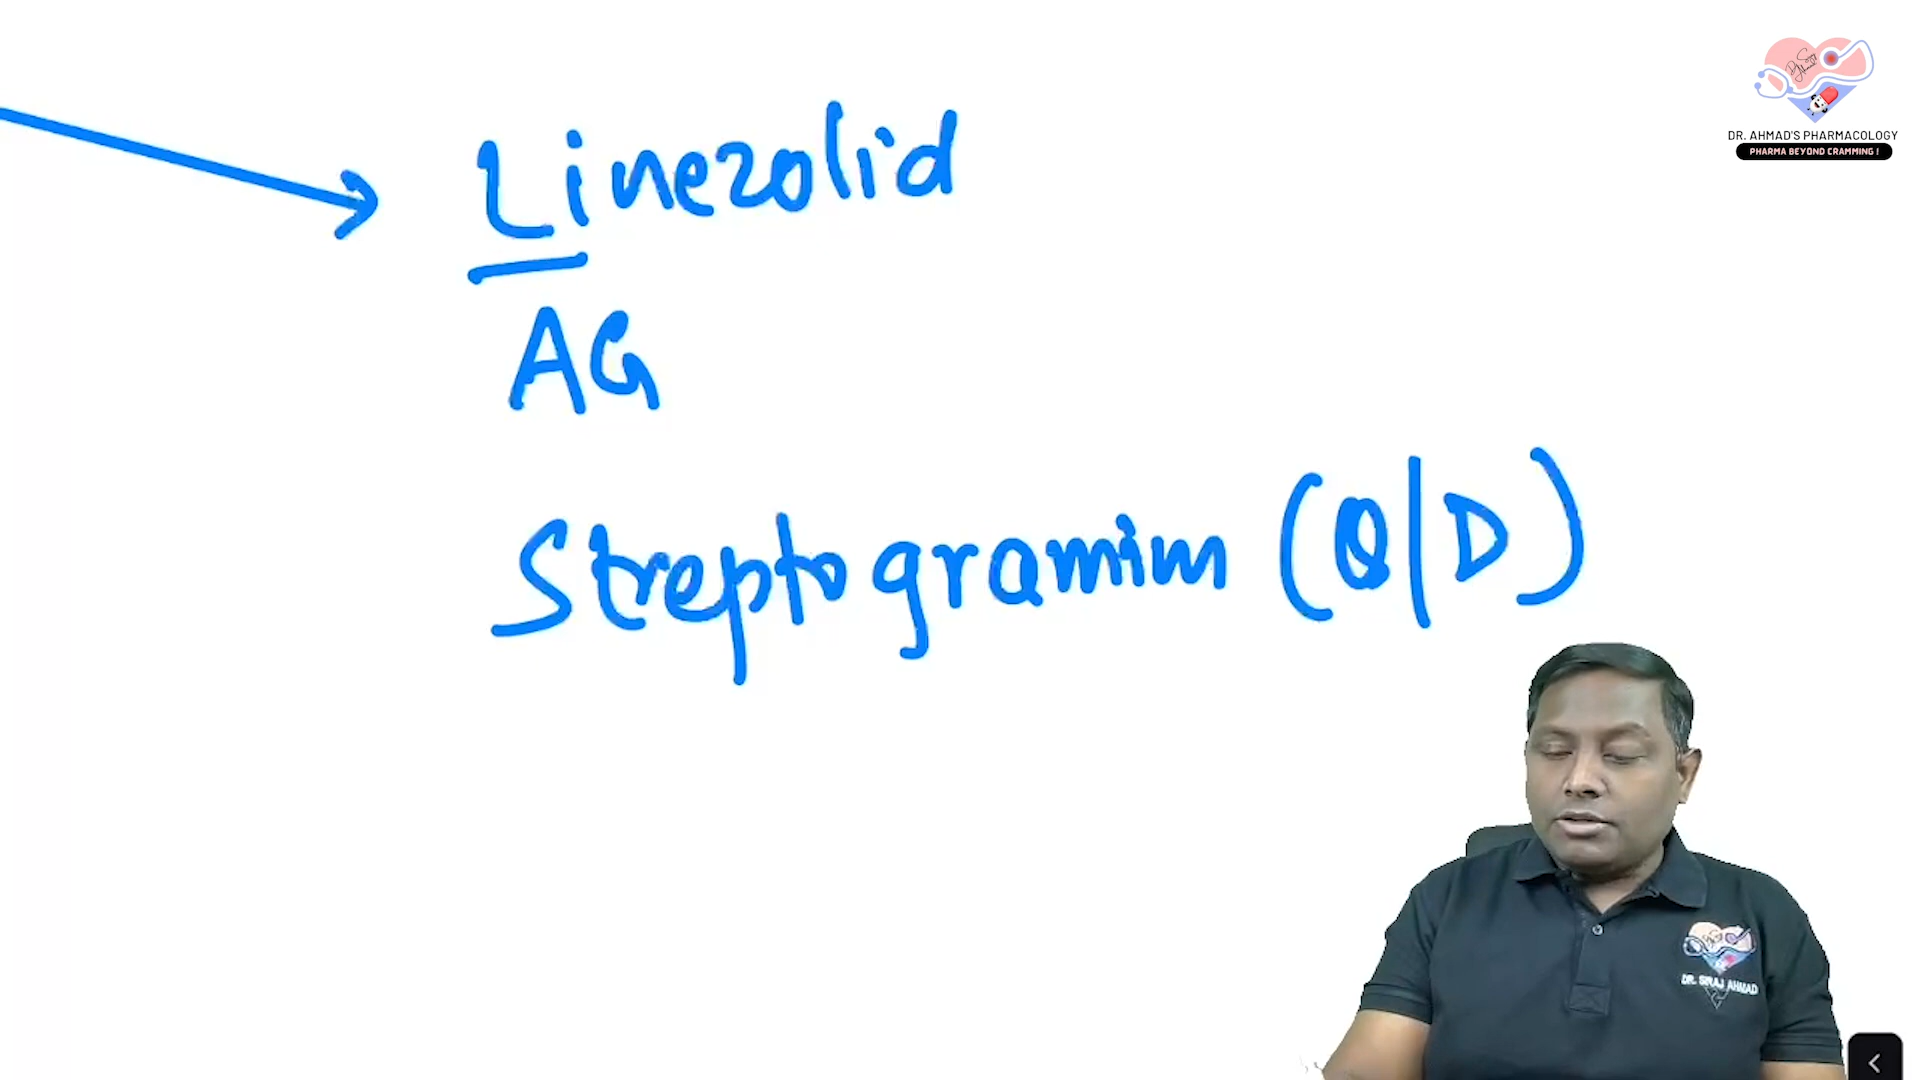 DR. AHMAD'S PHARMACOLOGY
PHARMA BEYOND CRAMMING !
Linezolid
AG
Streptogramim (Q|D)
DR. SIRAJ AHMAD